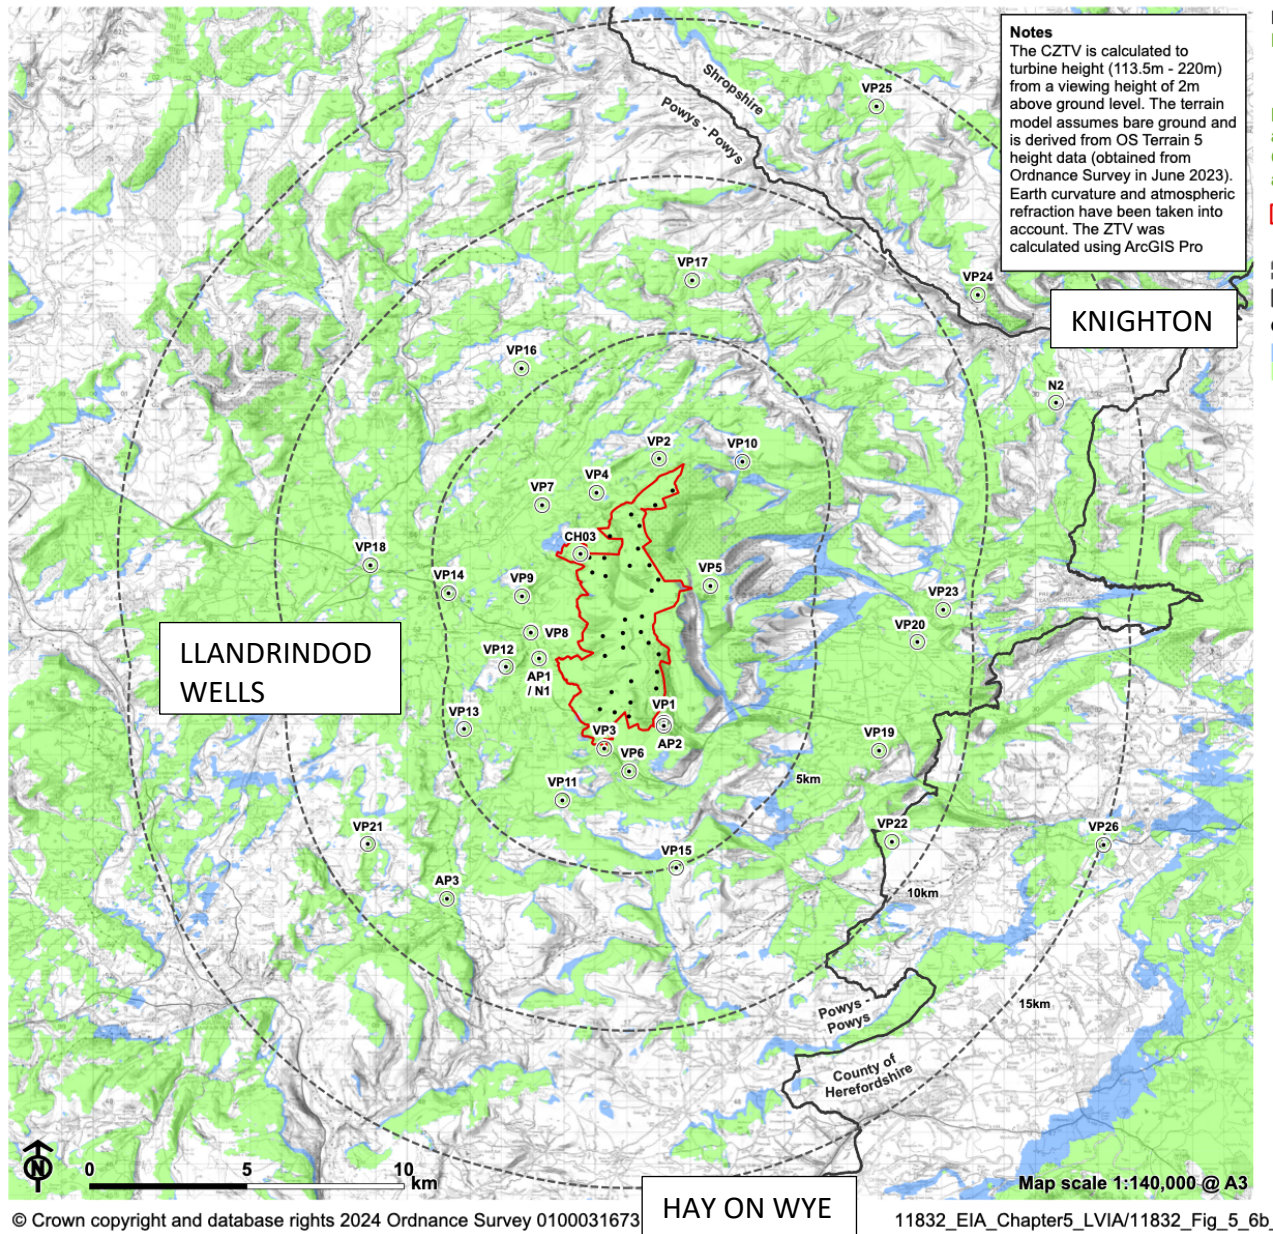 Notes
The CZTV is calculated to
turbine height (113.5m - 220m)
from a viewing height of 2m
above ground level. The terrain
model assumes bare ground and
is derived from OS Terrain 5
height data (obtained from
Ordnance Survey in June 2023).
Earth curvature and atmospheric
refraction have been taken into
account. The ZTV was
calculated using ArcGIS Pro
Shropshire
Powys - Powys
VP25
VP17
VP24
KNIGHTON
VP16
N2
VP2
VP10
VP4
VP7
CH03
VP18
VP14
VP9
VP5
VP23
VP20
VP8
LLANDRINDOD
WELLS
VP12
AP1
/ N1
VP1
VP13
VP3
AP2
VP19
VP6
5km
VP11
VP21
VP22
VP26
VP15
AP3
10km
15km
Powys -
Powys
County of
Herefordshire
N
0 5 10
km
Map scale 1:140,000 @ A3
HAY ON WYE
© Crown copyright and database rights 2024 Ordnance Survey 0100031673
11832_EIA_Chapter5_LVIA/11832_Fig_5_6b_